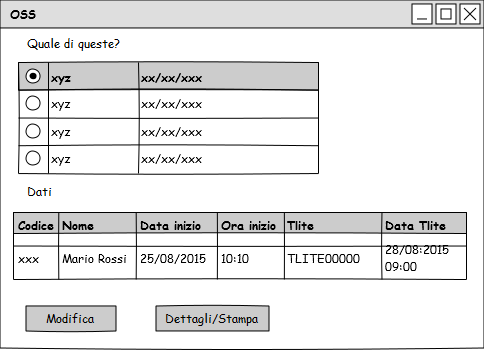 OSS
Quale di queste?
xyz xx/xx/xxx
xyz xx/xx/xxx
xyz xx/xx/xxx
xyz xx/xx/xxx
Dati
Codice Nome Data inizio Ora inizio Tlite Data Tlite
xxx Mario Rossi 25/08/2015 10:10 TLITE00000 28/08:2015
09:00
Modifica Dettagli/Stampa